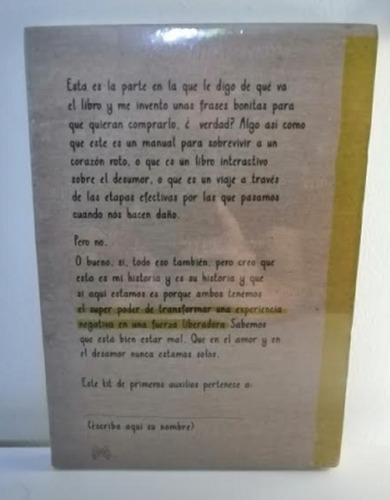 Esta es la parte en la que le digo de qué va
el libro y me invento unas frases bonitas para
que quieran comprarlo, ¿ verdad? Algo así como
que este es un manual para sobrevivir a un
corazón roto, o que es un libro interactivo
sobre el desamor, o que es un viaje a través
de las etapas efectivas por las que pasamos
cuando nos hacen daño.
Pero no.
O bueno, sí, todo eso también, pero creo que
esta es mi historia y es su historia y que
si aquí estamos es porque ambos tenemos
el super poder de transformar una experiencia
negativa en una fuerza liberadora. Sabemos
que está bien estar mal. Que en el amor y en
el desamor nunca estamos solos.
Este kit de primeros auxilios pertenese a:
(Escriba aquí su nombre)